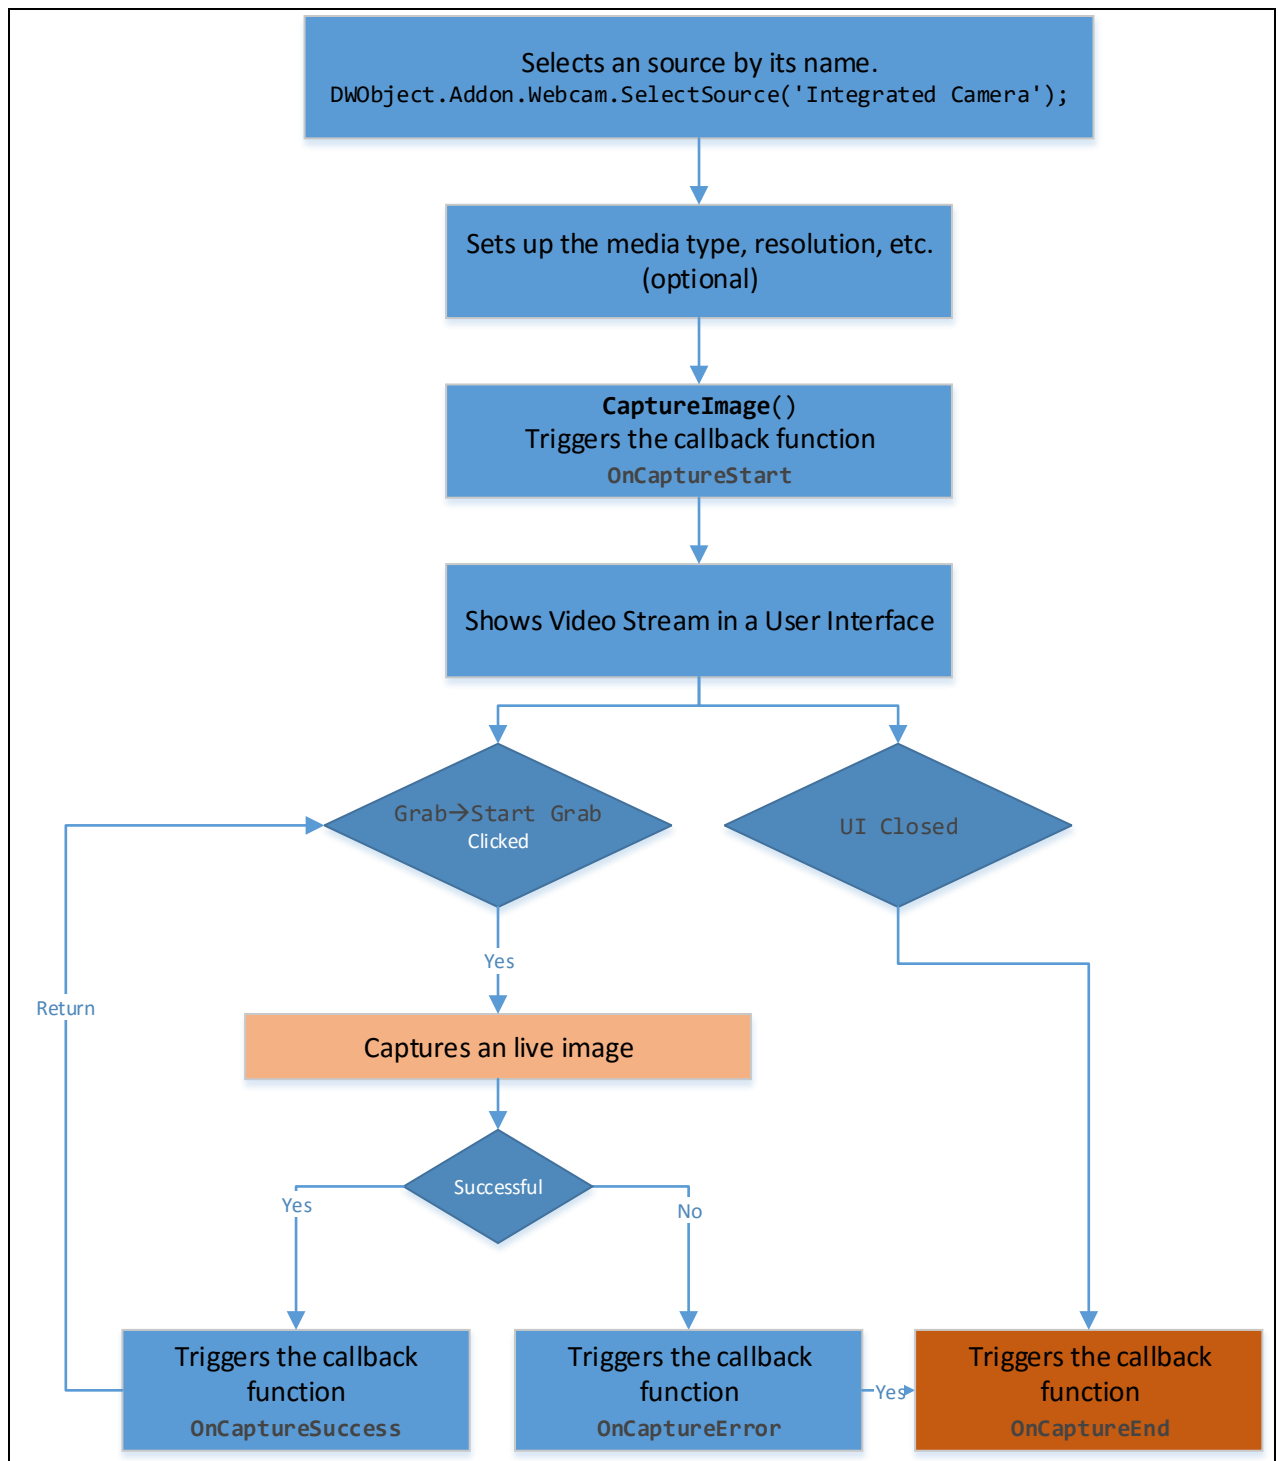 Selects an source by its name.
DWObject.Addon.Webcam.SelectSource('Integrated Camera');
Sets up the media type, resolution, etc.
(optional)
CaptureImage()
Triggers the callback function
OnCaptureStart
Shows Video Stream in a User Interface
Grab→Start Grab
Clicked
UI Closed
Yes
Return
Captures an live image
Successful
Yes
No
Triggers the callback
function
OnCaptureSuccess
Triggers the callback
function
OnCaptureError
Yes
Triggers the callback
function
OnCaptureEnd